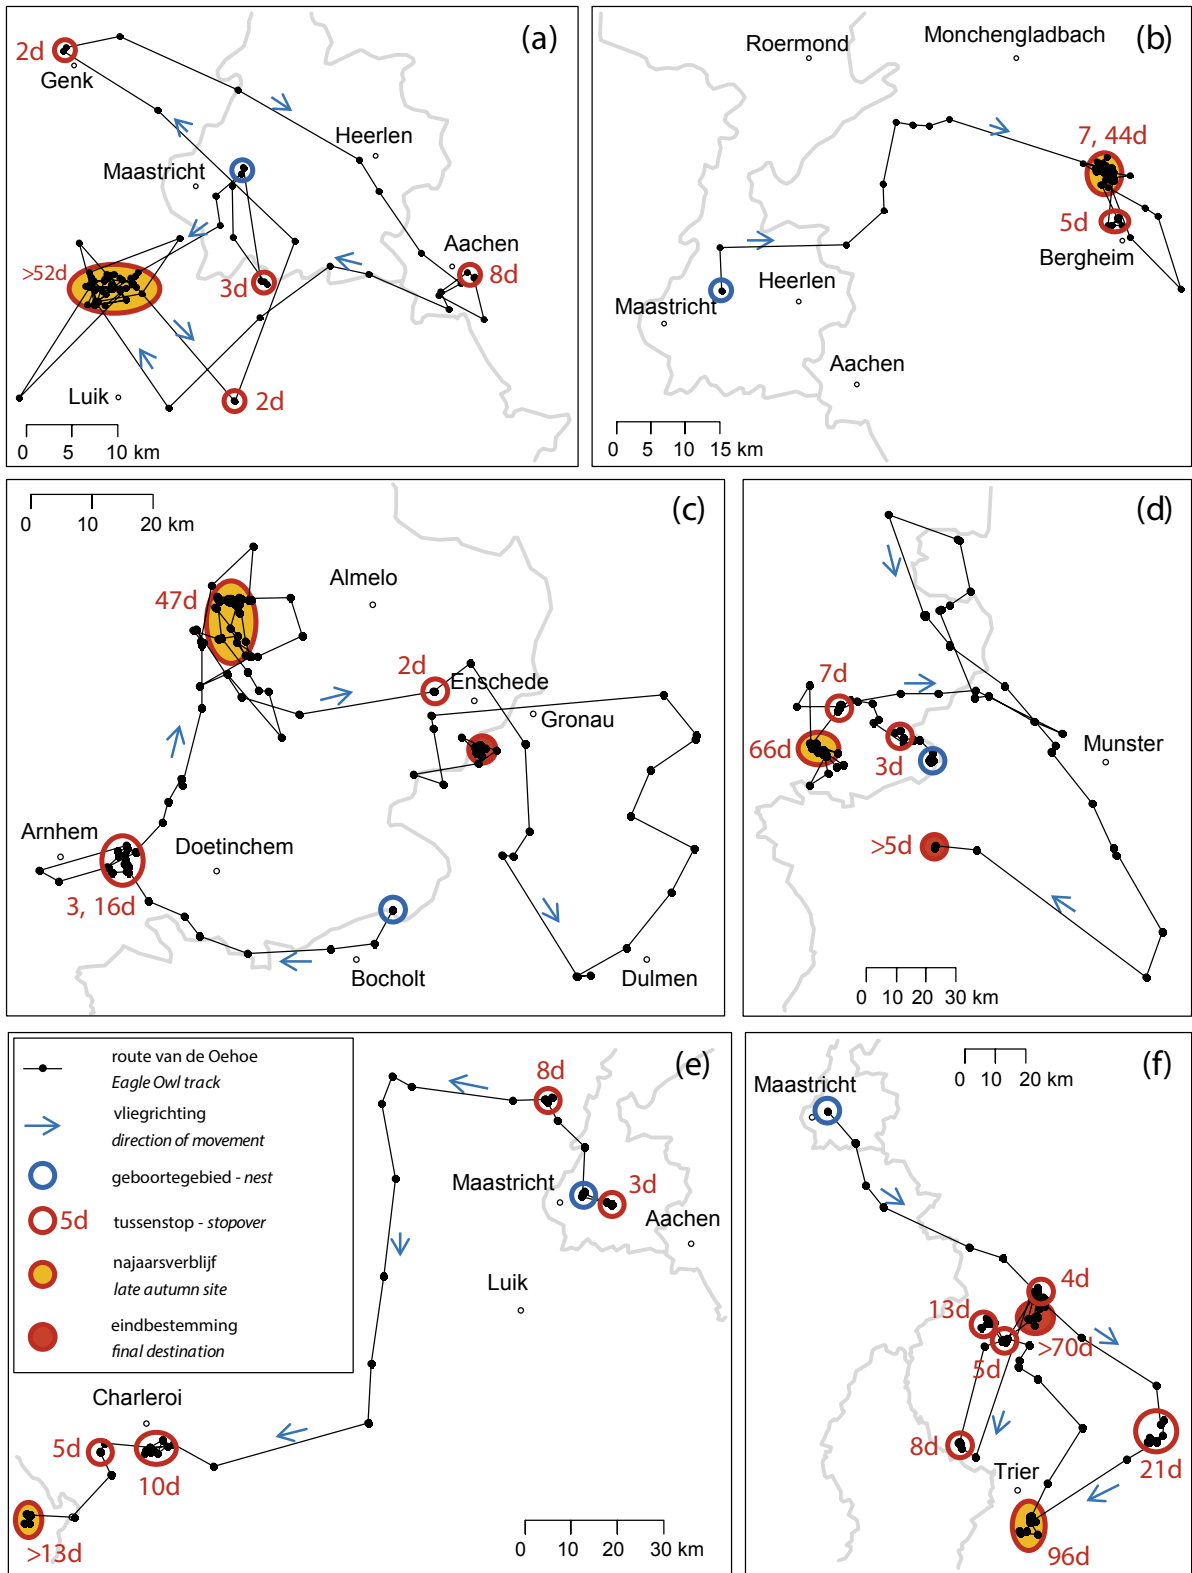 (a)
2d
Genk
Heerlen
Maastricht
Aachen
>52d
3d
8d
Luik
2d
0 5 10 km
(b)
Roermond
Monchengladbach
7, 44d
5d
Bergheim
Heerlen
Maastricht
Aachen
0 5 10 15 km
(c)
0 10 20 km
Almelo
47d
2d
Enschede
Gronau
Arnhem
Doetinchem
3, 16d
Bocholt
Dulmen
(d)
7d
66d
3d
Munster
>5d
0 10 20 30 km
(e)
route van de Oehoe
Eagle Owl track
vliegrichting
direction of movement
geboortegebied - nest
5d tussenstop - stopover
najaarsverblijf
late autumn site
eindbestemming
final destination
8d
Maastricht
3d
Aachen
Luik
Charleroi
5d
10d
>13d
0 10 20 30 km
(f)
0 10 20 km
Maastricht
4d
13d
>70d
5d
8d
Trier
21d
96d